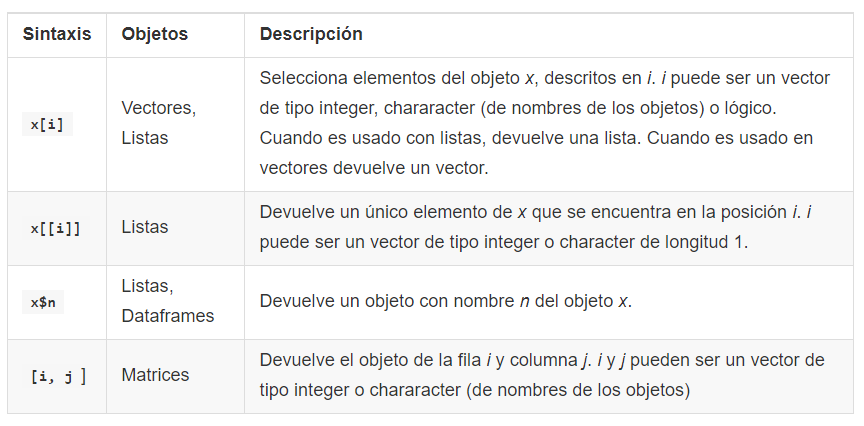 Sintaxis Objetos Descripción
x[i]
Vectores,
Listas
Selecciona elementos del objeto x, descritos en i. i puede ser un vector
de tipo integer, chararacter (de nombres de los objetos) o lógico.
Cuando es usado con listas, devuelve una lista. Cuando es usado en
vectores devuelve un vector.
x[[i]]
Listas
Devuelve un único elemento de x que se encuentra en la posición i. i
puede ser un vector de tipo integer o character de longitud 1.
x$n
Listas,
Dataframes
Devuelve un objeto con nombre n del objeto x.
[i, j ]
Matrices
Devuelve el objeto de la fila i y columna j. i y j pueden ser un vector de
tipo integer o chararacter (de nombres de los objetos)